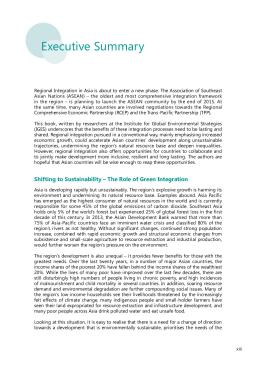 Executive Summary
Regional Integration in Asia is about to enter a new phase. The Association of Southeast
Asian Nations (ASEAN) – the oldest and most comprehensive integration framework
in the region – is planning to launch the ASEAN community by the end of 2015. At
the same time, many Asian countries are involved negotiations towards the Regional
Comprehensive Economic Partnership (RCEP) and the Trans-Pacific Partnership (TPP).
This book, written by researchers at the Institute for Global Environmental Strategies
(IGES) underscores that the benefits of these integration processes need to be lasting and
shared. Regional integration pursued in a conventional way, mainly emphasising increased
economic growth, could accelerate Asian countries' development along unsustainable
trajectories, undermining the region's natural resource base and deepen inequalities.
However, regional integration also offers opportunities for countries to collaborate and
to jointly make development more inclusive, resilient and long lasting. The authors are
hopeful that Asian countries will be wise enough to reap these opportunities.
Shifting to Sustainability – The Role of Green Integration
Asia is developing rapidly but unsustainably. The region's explosive growth is harming its
environment and undermining its natural resource base. Examples abound. Asia Pacific
has emerged as the highest consumer of natural resources in the world and is currently
responsible for some 45% of the global emissions of carbon dioxide. Southeast Asia
holds only 5% of the world's forest but experienced 25% of global forest loss in the first
decade of this century. In 2013, the Asian Development Bank warned that more than
75% of Asia-Pacific countries face an imminent water crisis and classified 80% of the
region's rivers as not healthy. Without significant changes, continued strong population
increase, combined with rapid economic growth and structural economic changes from
subsistence and small-scale agriculture to resource extraction and industrial production,
would further worsen the region's pressure on the environment.
The region's development is also unequal – it provides fewer benefits for those with the
greatest needs. Over the last twenty years, in a number of major Asian countries, the
income shares of the poorest 20% have fallen behind the income shares of the wealthiest
20%. While the lives of many poor have improved over the last few decades, there are
still disturbingly high numbers of people living in chronic poverty, and high incidences
of malnourishment and child mortality in several countries. In addition, soaring resource
demand and environmental degradation are further compounding social issues. Many of
the region's low income households see their livelihoods threatened by the increasingly
felt effects of climate change; many indigenous people and small holder farmers have
seen their land expropriated for resource extraction and infrastructure development, and
many poor people across Asia drink polluted water and eat unsafe food.
Looking at this situation, it is easy to realise that there is a need for a change of direction
towards a development that is environmentally sustainable, prioritises the needs of the
xiii